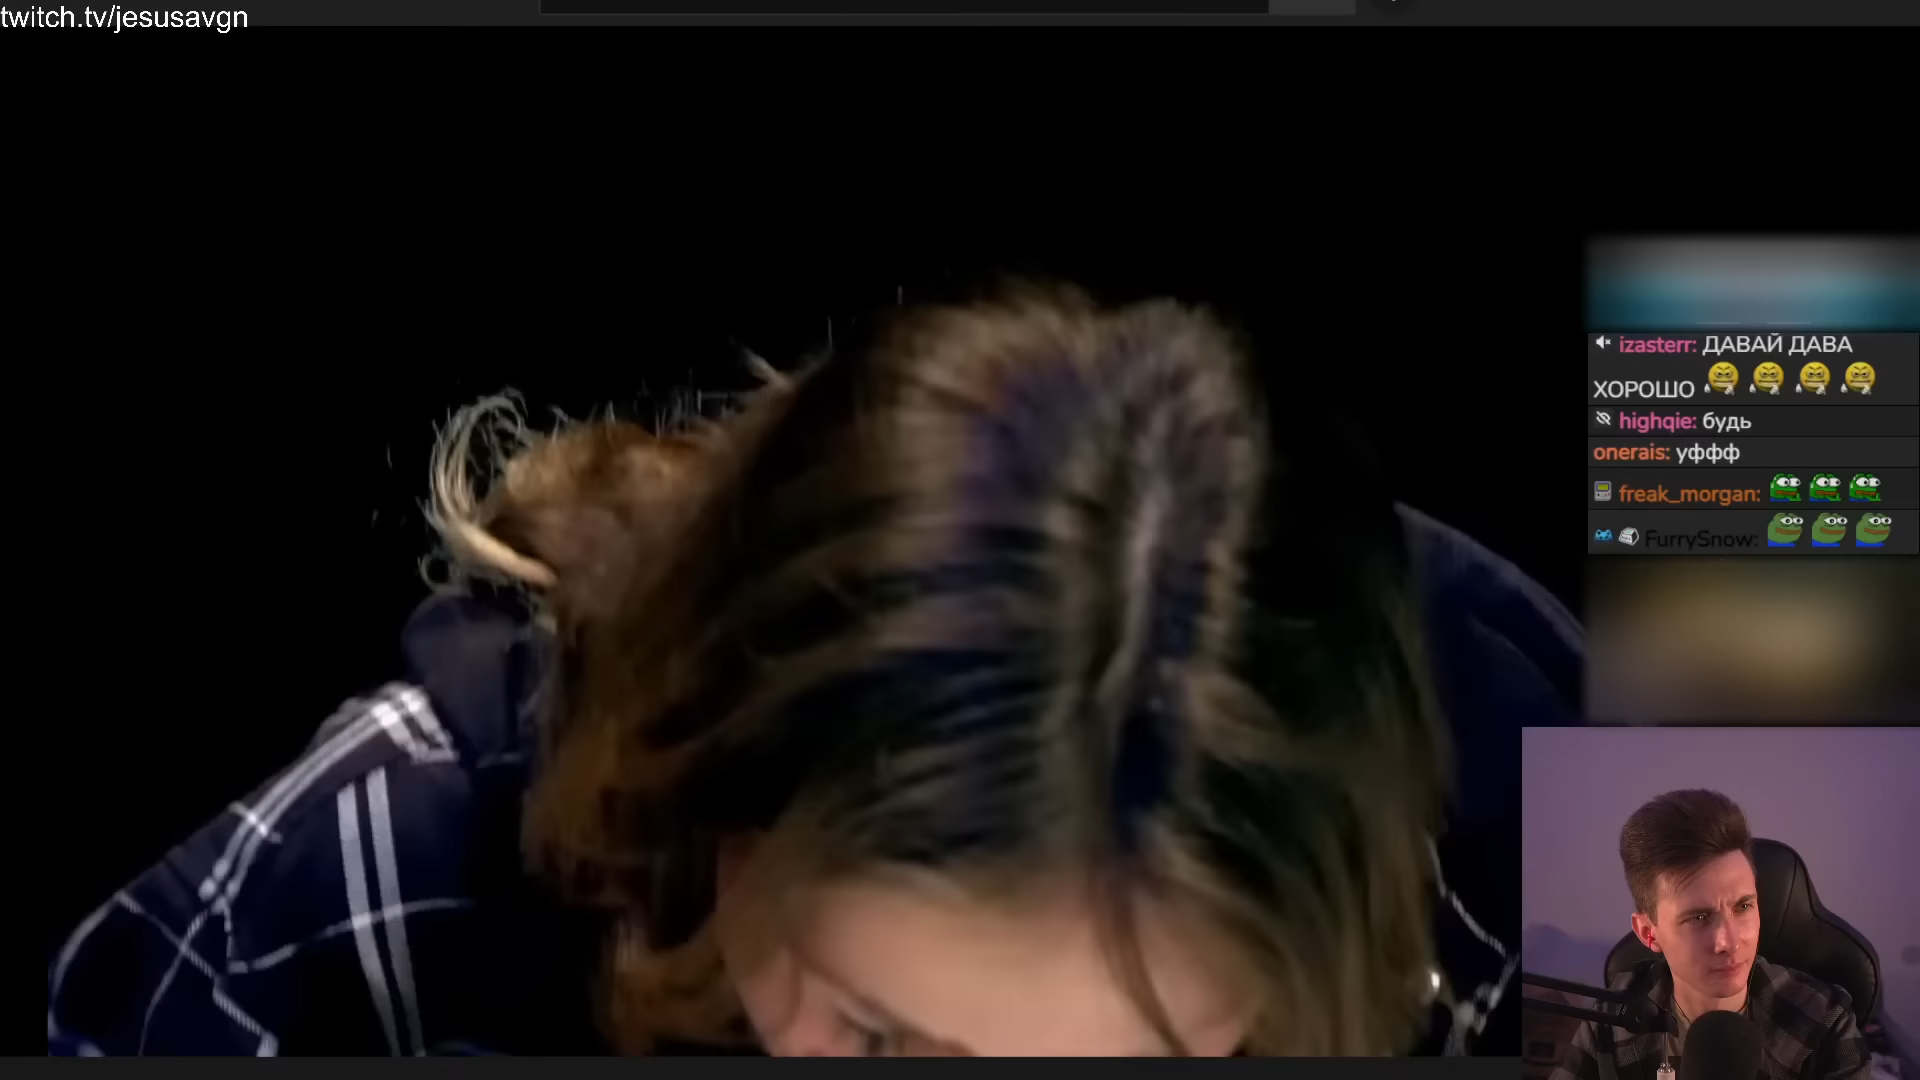 twitch.tv/jesusavgn
izasterr: ДАВАЙ ДАВА
ХОРОШО
highqie: будь
onerais: уффф
freak_morgan:
FurrySnow: